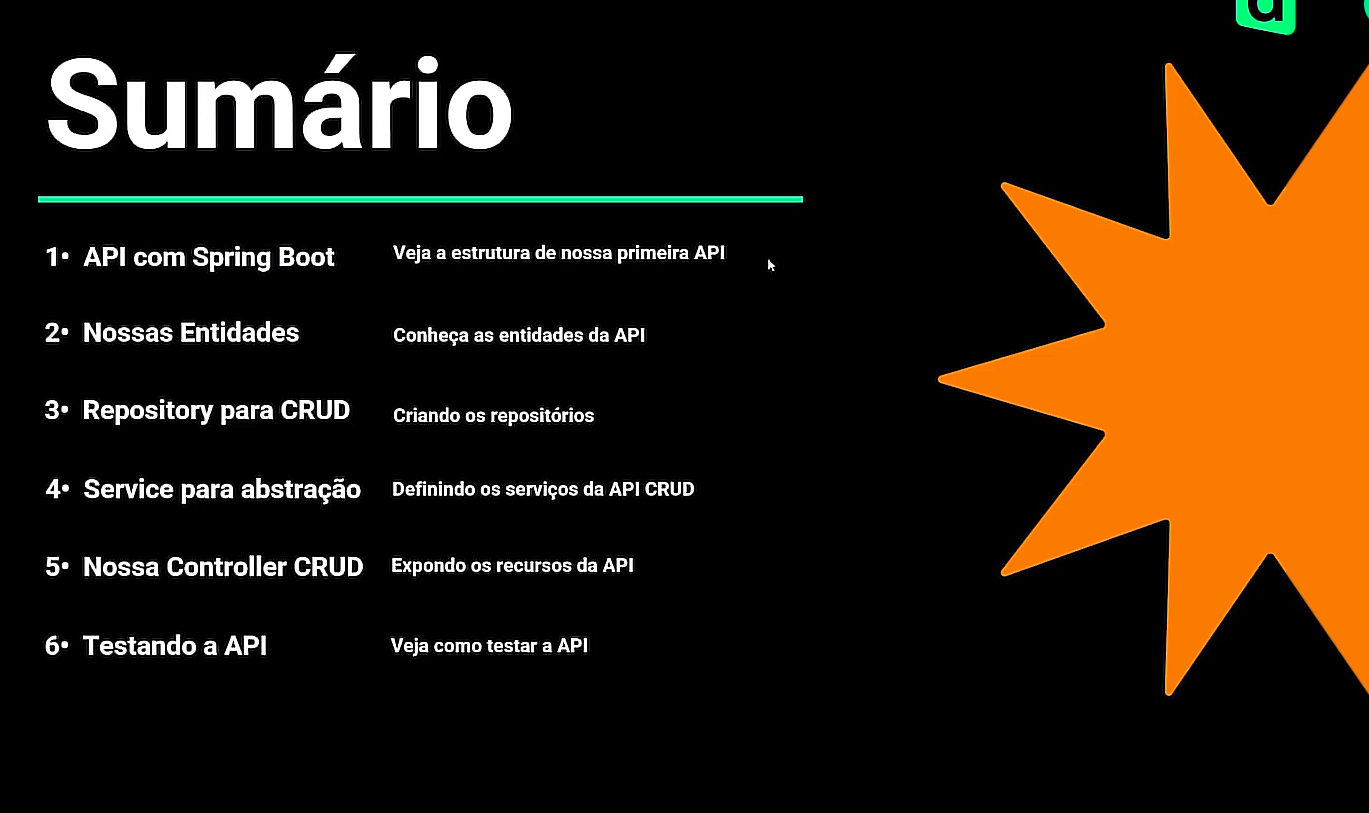 Sumário
1• API com Spring Boot Veja a estrutura de nossa primeira API
2• Nossas Entidades Conheça as entidades da API
3• Repository para CRUD Criando os repositórios
4• Service para abstração Definindo os serviços da API CRUD
5• Nossa Controller CRUD Expondo os recursos da API
6• Testando a API Veja como testar a API